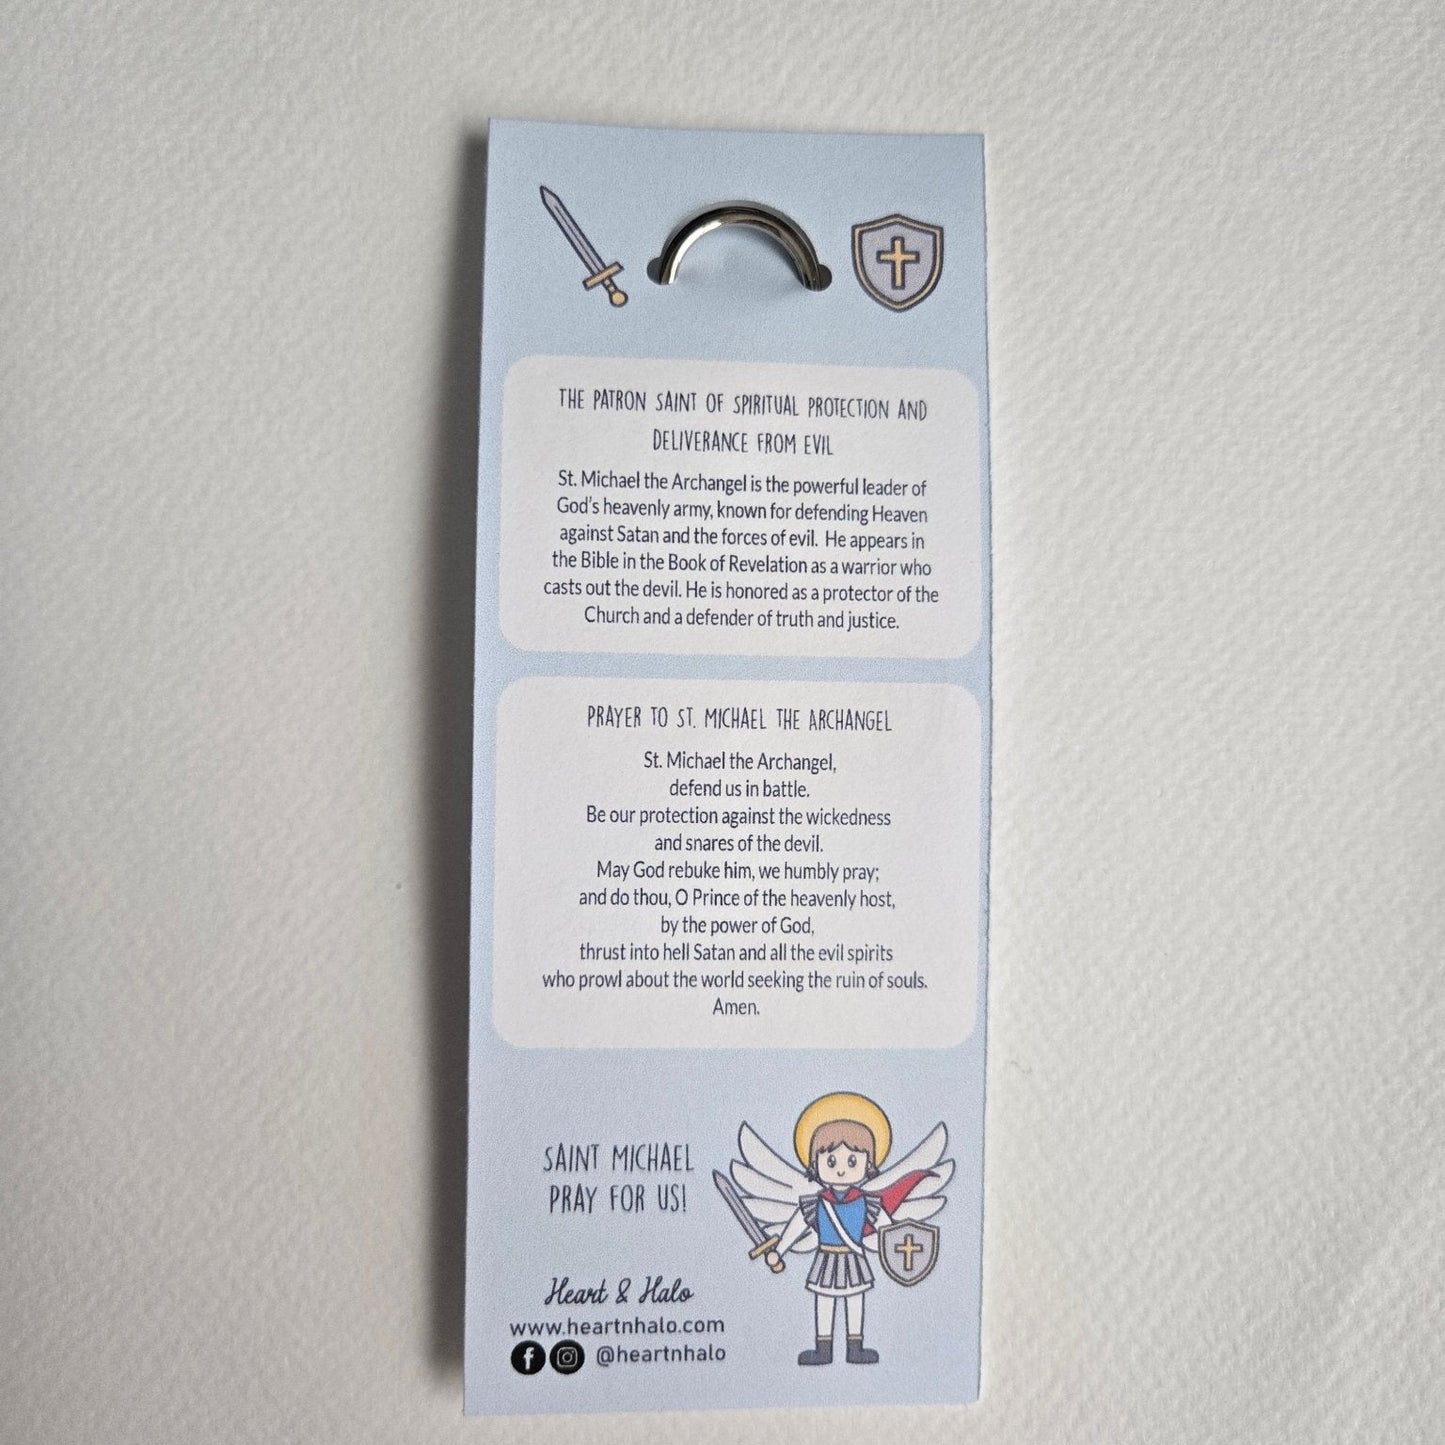 THE PATRON SAINT OF SPIRITUAL PROTECTION AND
DELIVERANCE FROM EVIL
St. Michael the Archangel is the powerful leader of
God's heavenly army, known for defending Heaven
against Satan and the forces of evil. He appears in
the Bible in the Book of Revelation as a warrior who
casts out the devil. He is honored as a protector of the
Church and a defender of truth and justice.
PRAYER TO ST. MICHAEL THE ARCHANGEL
St. Michael the Archangel,
defend us in battle.
Be our protection against the wickedness
and snares of the devil.
May God rebuke him, we humbly pray;
and do thou, O Prince of the heavenly host,
by the power of God,
thrust into hell Satan and all the evil spirits
who prowl about the world seeking the ruin of souls.
Amen.
SAINT MICHAEL
PRAY FOR US!
Heart & Halo
www.heartnhalo.com
@heartnhalo